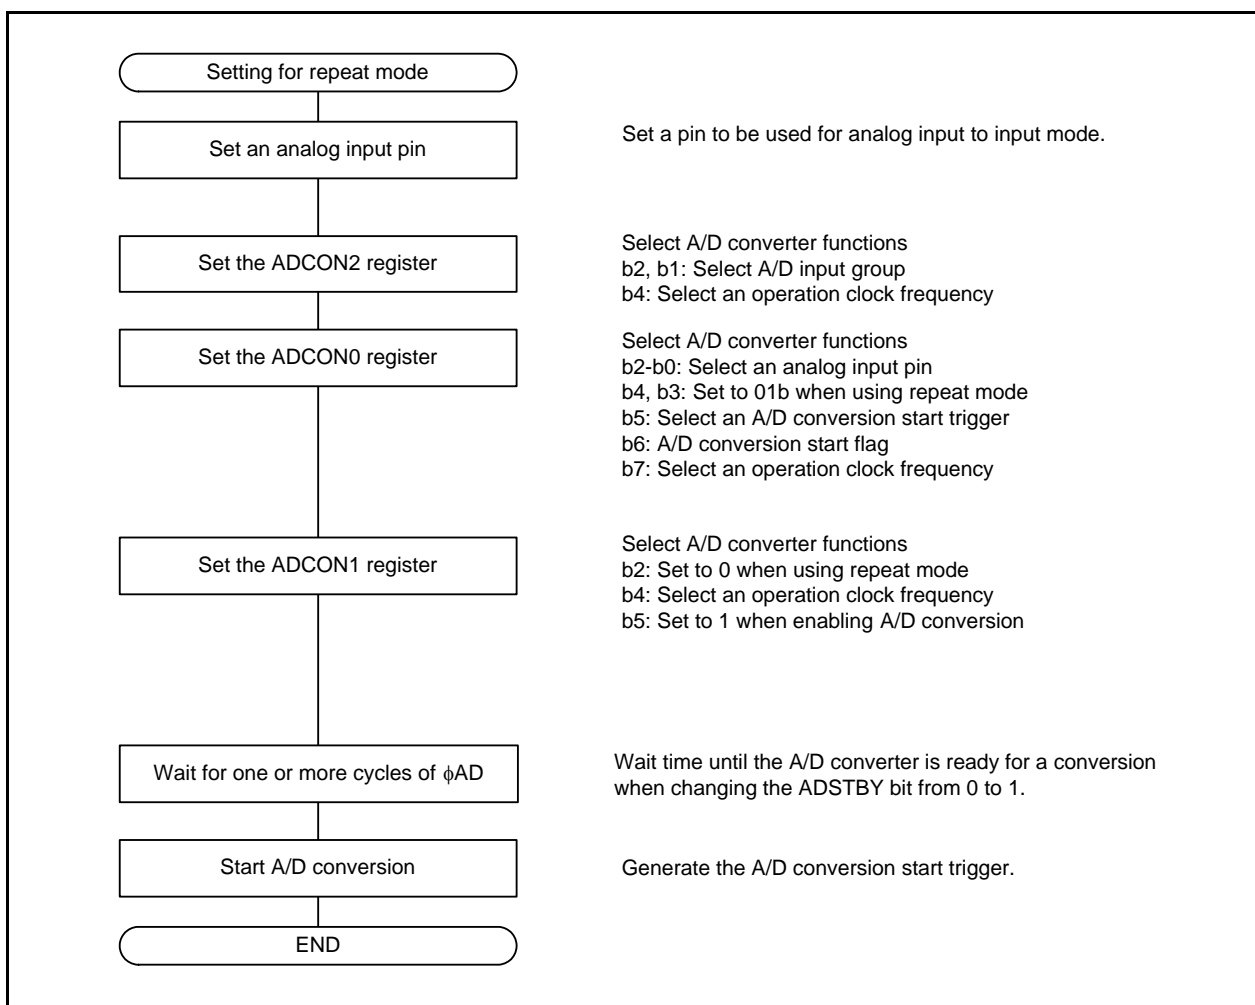 Setting for repeat mode
Set an analog input pin
Set a pin to be used for analog input to input mode.
Set the ADCON2 register
Select A/D converter functions
b2, b1: Select A/D input group
b4: Select an operation clock frequency
Set the ADCON0 register
Select A/D converter functions
b2-b0: Select an analog input pin
b4, b3: Set to 01b when using repeat mode
b5: Select an A/D conversion start trigger
b6: A/D conversion start flag
b7: Select an operation clock frequency
Set the ADCON1 register
Select A/D converter functions
b2: Set to 0 when using repeat mode
b4: Select an operation clock frequency
b5: Set to 1 when enabling A/D conversion
Wait for one or more cycles of ϕAD
Wait time until the A/D converter is ready for a conversion
when changing the ADSTBY bit from 0 to 1.
Start A/D conversion
Generate the A/D conversion start trigger.
END